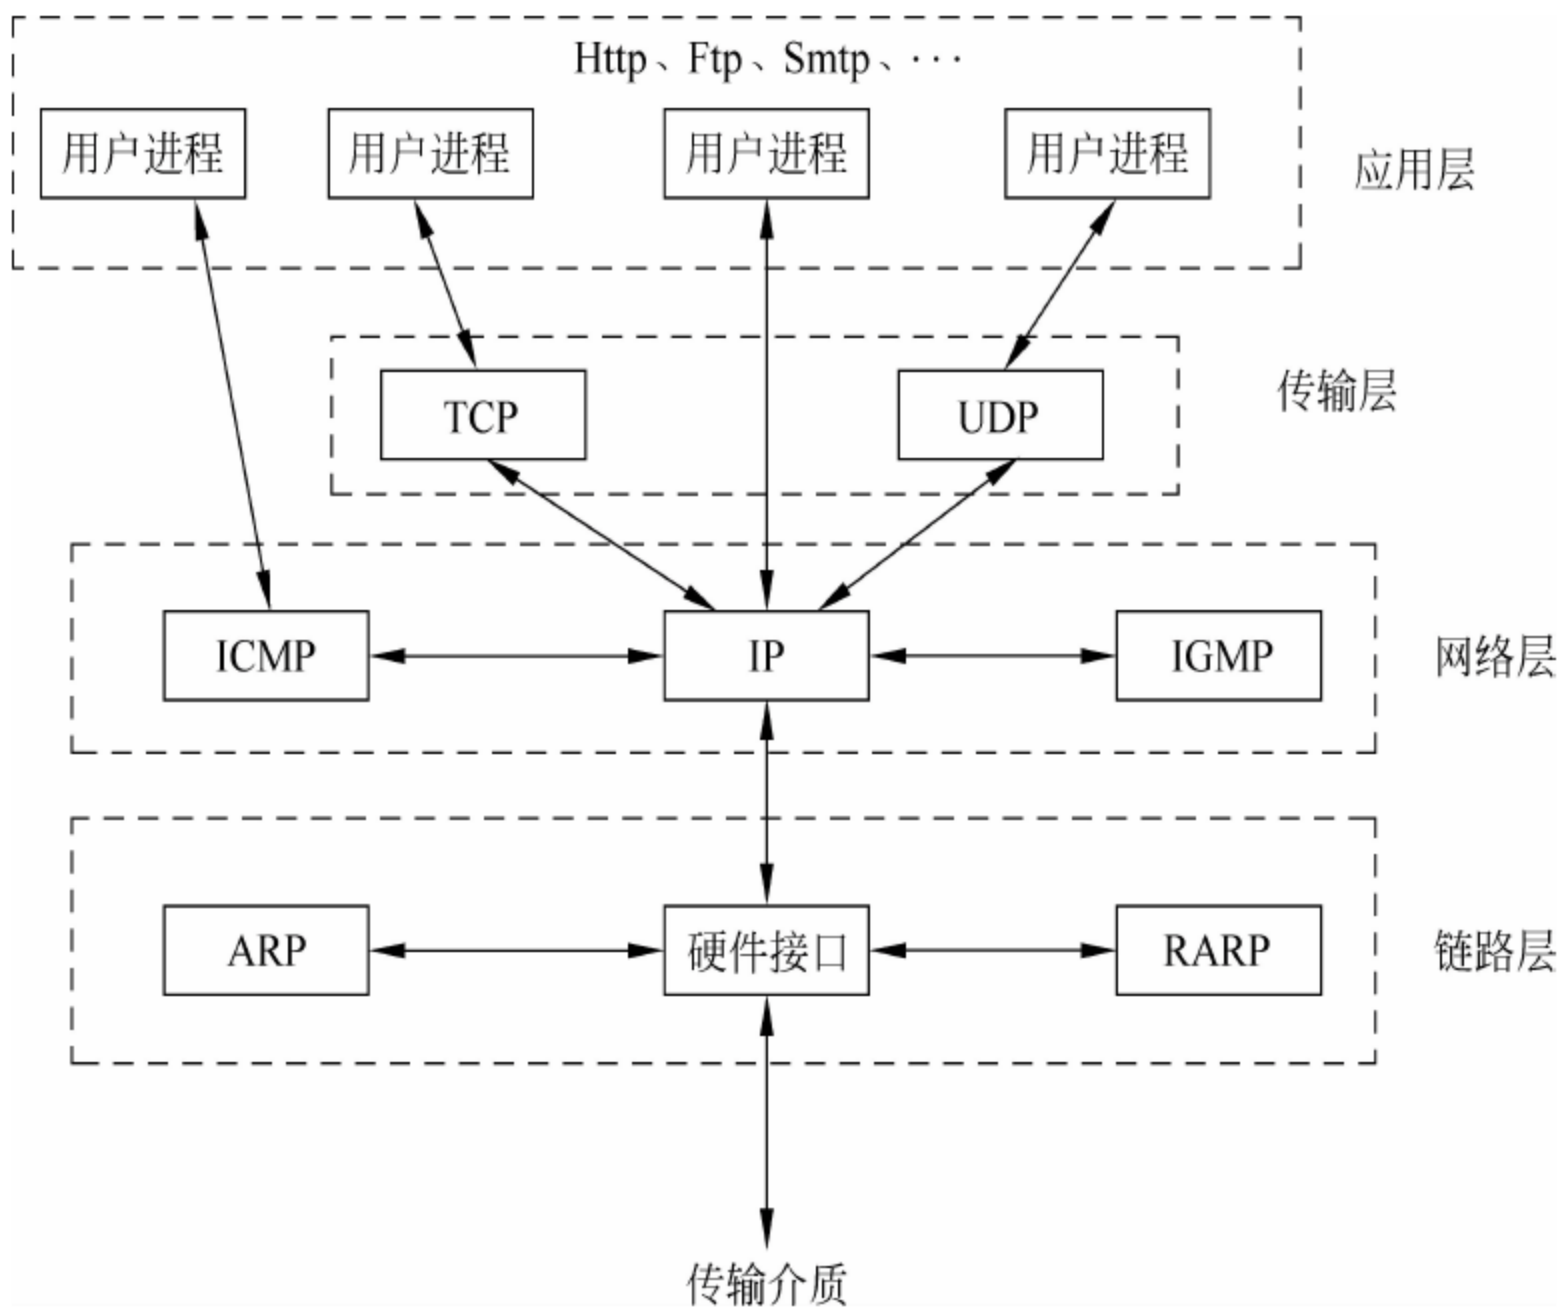 Http、Ftp、Smtp、···
用户进程 用户进程 用户进程 用户进程
应用层
TCP UDP
传输层
ICMP IP IGMP
网络层
ARP 硬件接口 RARP
链路层
传输介质